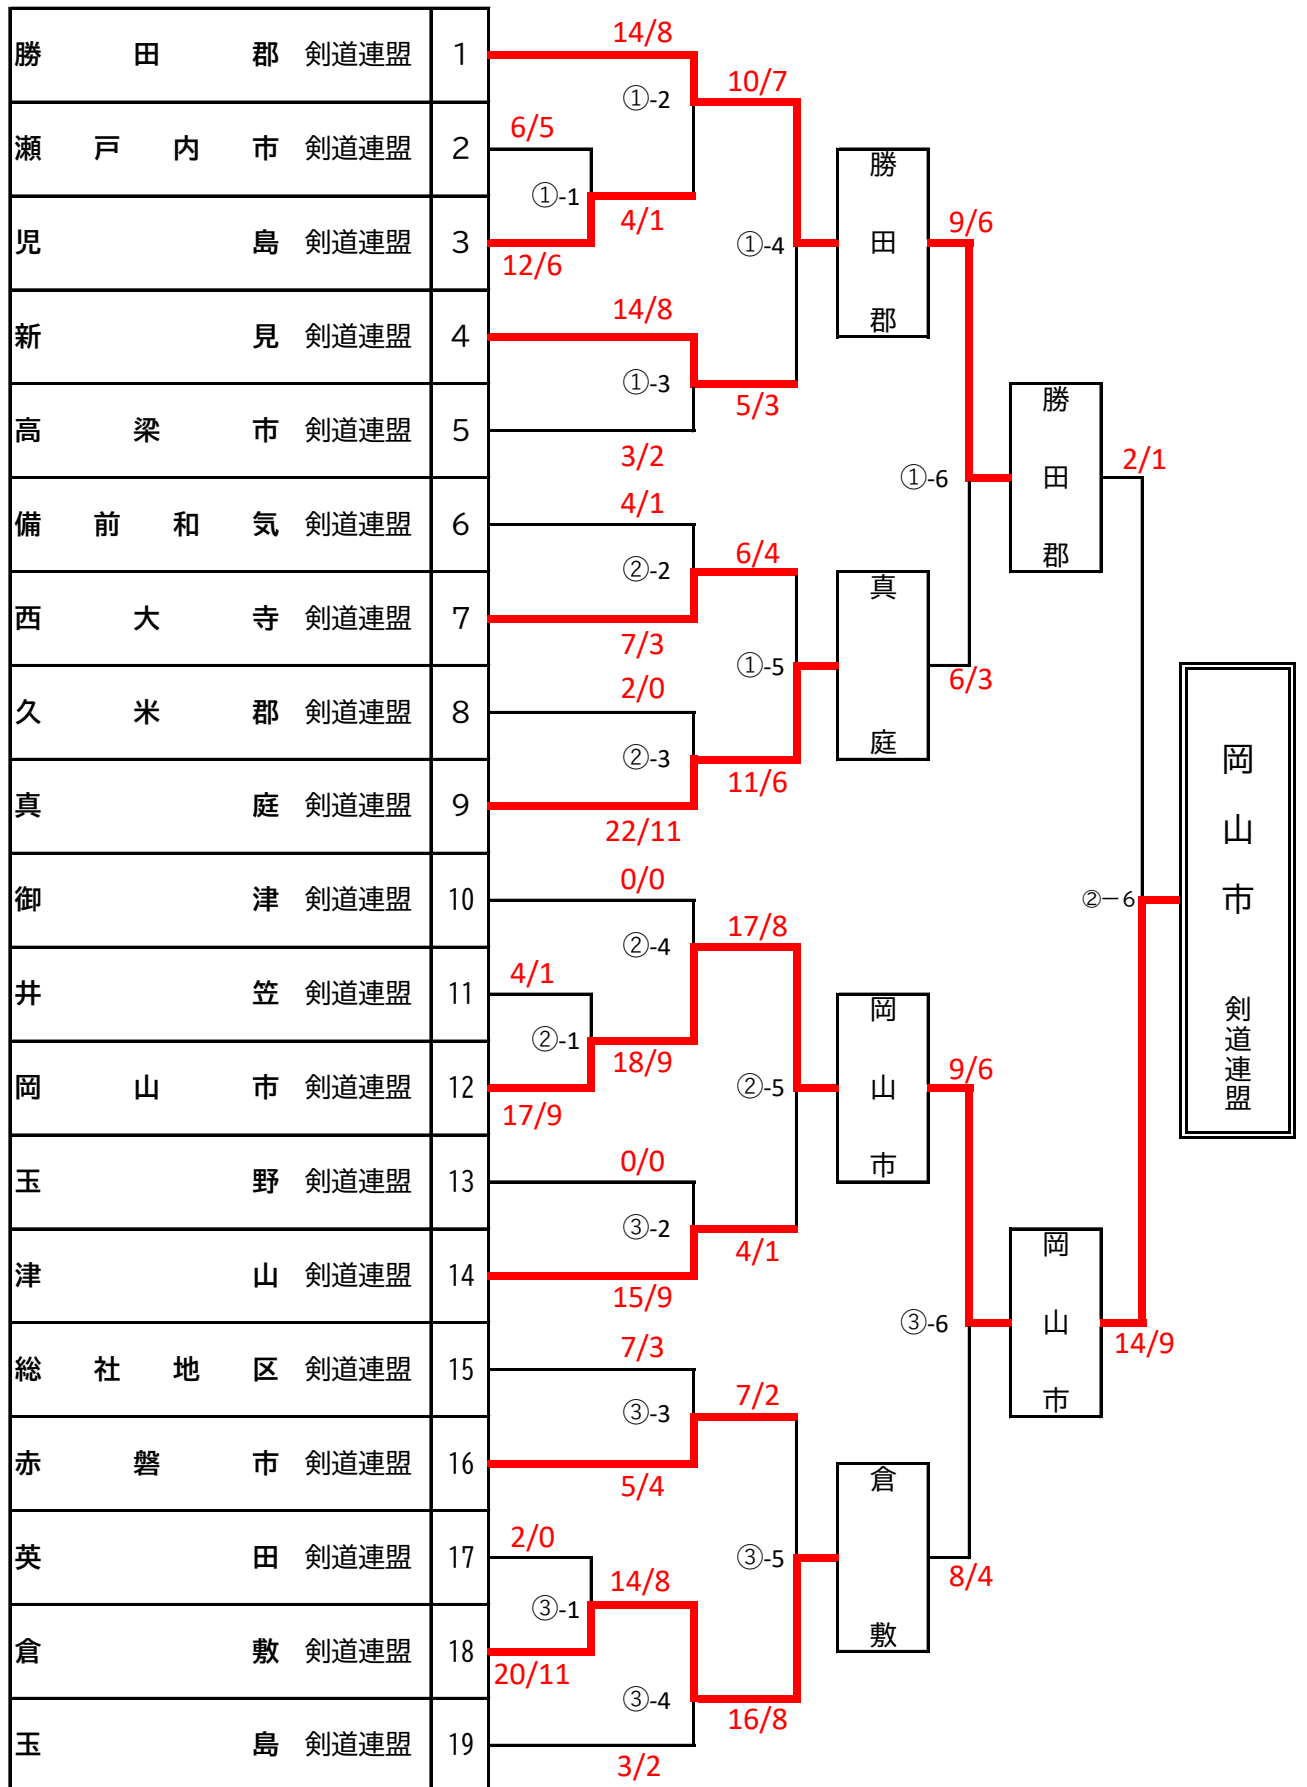 勝田郡 剣道連盟 1
瀬戸内市 剣道連盟 2
児島 剣道連盟 3
新見 剣道連盟 4
高梁市 剣道連盟 5
備前和気 剣道連盟 6
西大寺 剣道連盟 7
久米郡 剣道連盟 8
真庭 剣道連盟 9
御津 剣道連盟 10
井笠 剣道連盟 11
岡山市 剣道連盟 12
玉野 剣道連盟 13
津山 剣道連盟 14
総社地区 剣道連盟 15
赤磐市 剣道連盟 16
英田 剣道連盟 17
倉敷 剣道連盟 18
玉島 剣道連盟 19
6/5
①-1
12/6
4/1
②-1
17/9
2/0
③-1
20/11
14/8
①-2
4/1
14/8
①-3
3/2
4/1
②-2
7/3
2/0
②-3
22/11
0/0
②-4
18/9
0/0
③-2
15/9
7/3
③-3
5/4
14/8
③-4
3/2
10/7
①-4
5/3
6/4
①-5
11/6
17/8
②-5
4/1
7/2
③-5
16/8
勝田郡
真庭
岡山市
倉敷
9/6
①-6
6/3
9/6
③-6
8/4
勝田郡
岡山市
2/1
②-6
14/9
岡山市 剣道連盟